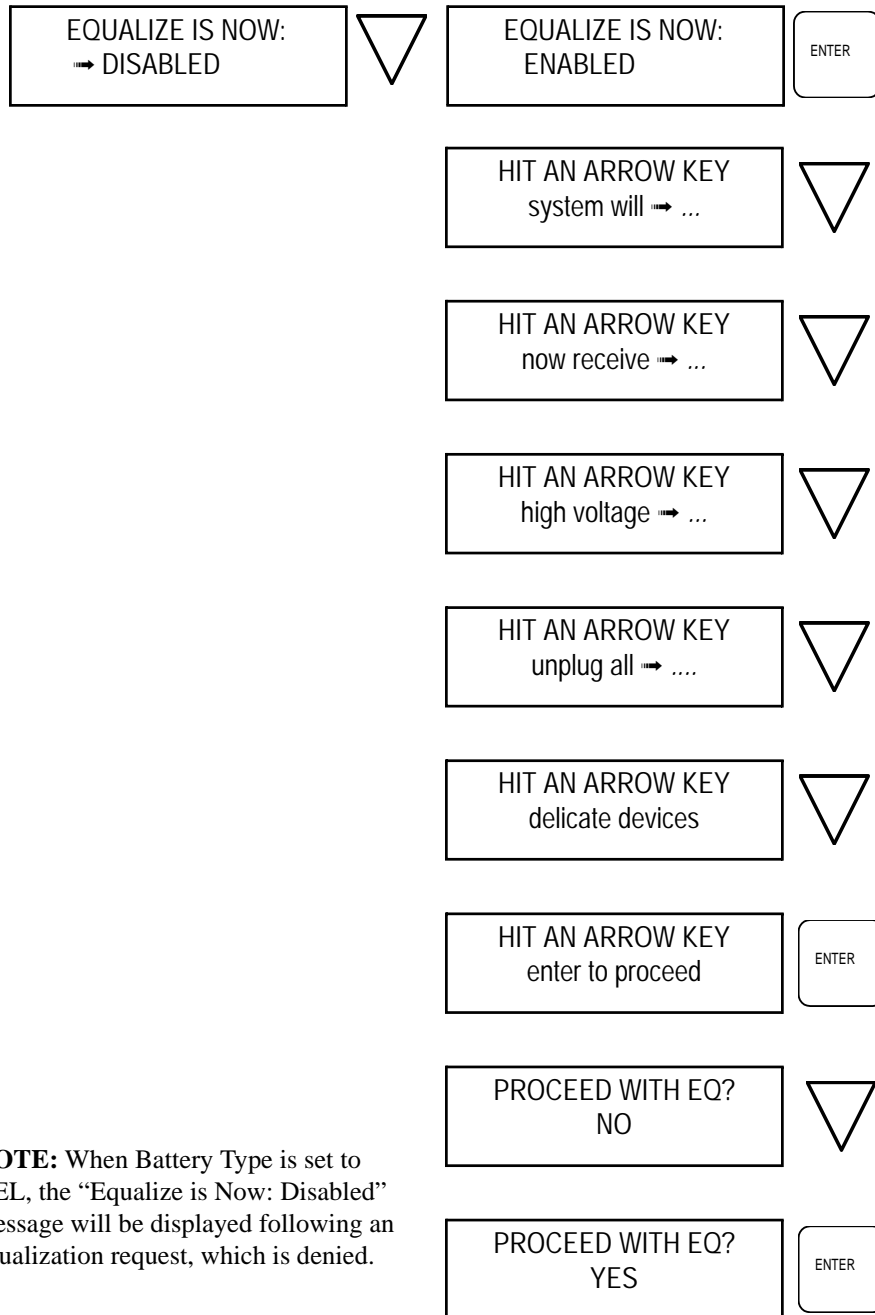 EQUALIZE IS NOW:
➟ DISABLED
EQUALIZE IS NOW:
ENABLED
ENTER
HIT AN ARROW KEY
system will ➟ ...
HIT AN ARROW KEY
now receive ➟ ...
HIT AN ARROW KEY
high voltage ➟ ...
HIT AN ARROW KEY
unplug all ➟ ....
HIT AN ARROW KEY
delicate devices
HIT AN ARROW KEY
enter to proceed
ENTER
PROCEED WITH EQ?
NO
OTE: When Battery Type is set to
EL, the “Equalize is Now: Disabled”
essage will be displayed following an
ualization request, which is denied.
PROCEED WITH EQ?
YES
ENTER